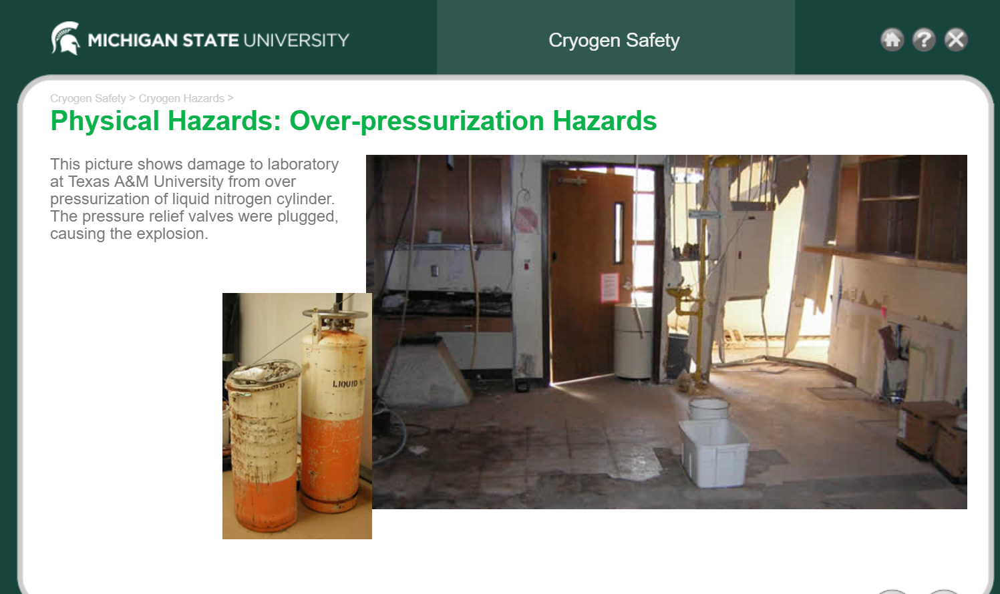 MICHIGAN STATE UNIVERSITY
Cryogen Safety
Cryogen Safety > Cryogen Hazards >
Physical Hazards: Over-pressurization Hazards
This picture shows damage to laboratory
at Texas A&M University from over
pressurization of liquid nitrogen cylinder.
The pressure relief valves were plugged,
causing the explosion.
LIQUID